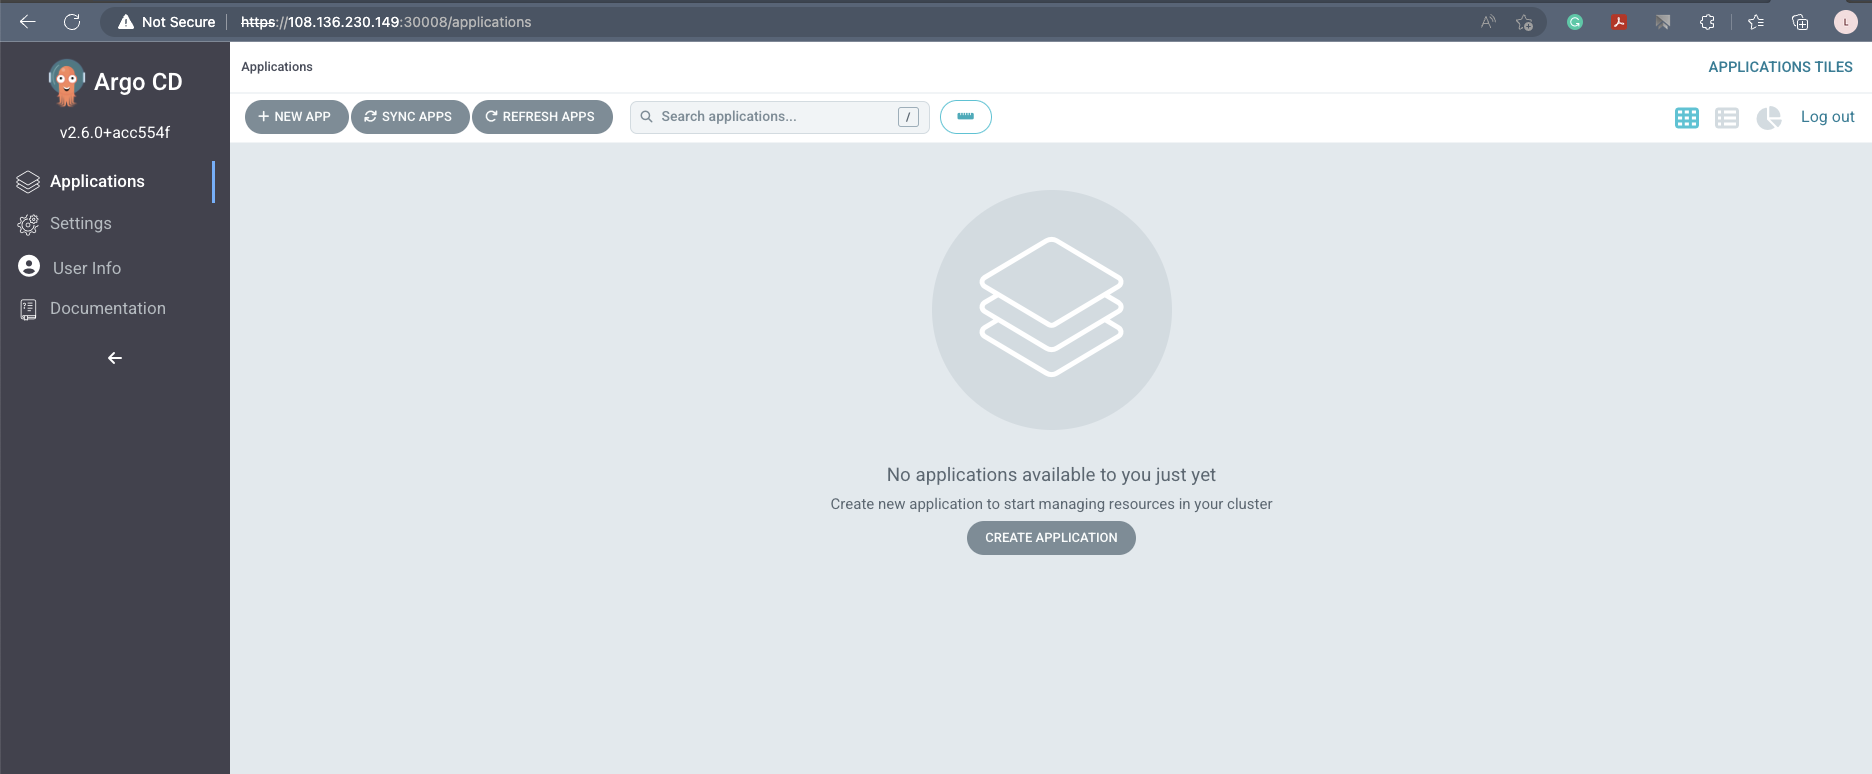 Not Secure https://108.136.230.149:30008/applications
L
Argo CD
v2.6.0+acc554f
Applications
Settings
User Info
Documentation
Applications
APPLICATIONS TILES
NEW APP
SYNC APPS
REFRESH APPS
Search applications...
/
Log out
No applications available to you just yet
Create new application to start managing resources in your cluster
CREATE APPLICATION